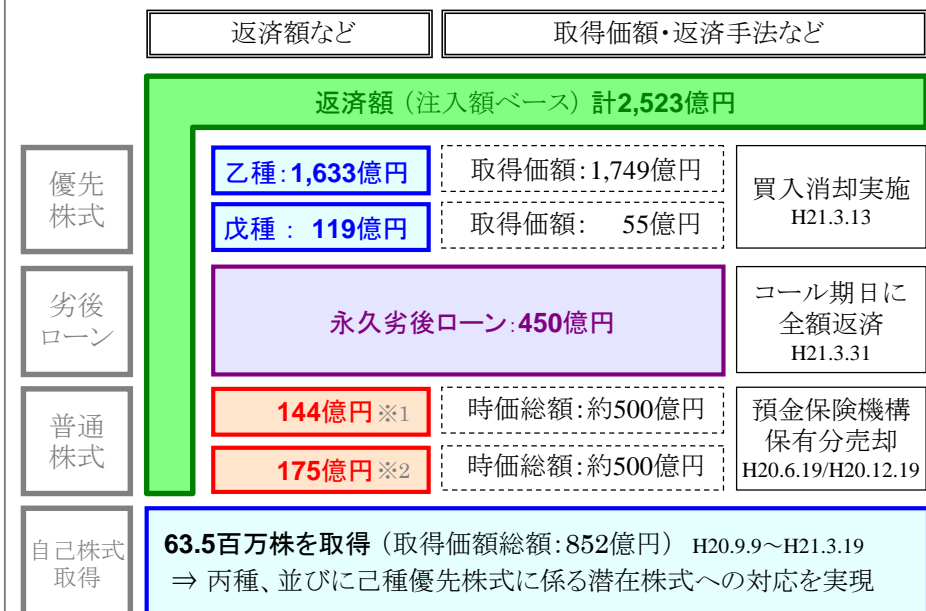 返済額など
取得価額・返済手法など
返済額（注入額ベース）計2,523億円
優先
株式
乙種：1,633億円
取得価額：1,749億円
戊種： 119億円
取得価額： 55億円
買入消却実施
H21.3.13
劣後
ローン
永久劣後ローン：450億円
コール期日に
全額返済
H21.3.31
普通
株式
144億円※1
時価総額：約500億円
175億円※2
時価総額：約500億円
預金保険機構
保有分売却
H20.6.19/H20.12.19
自己株式
取得
63.5百万株を取得（取得価額総額：852億円） H20.9.9～H21.3.19
⇒ 丙種、並びに己種優先株式に係る潜在株式への対応を実現